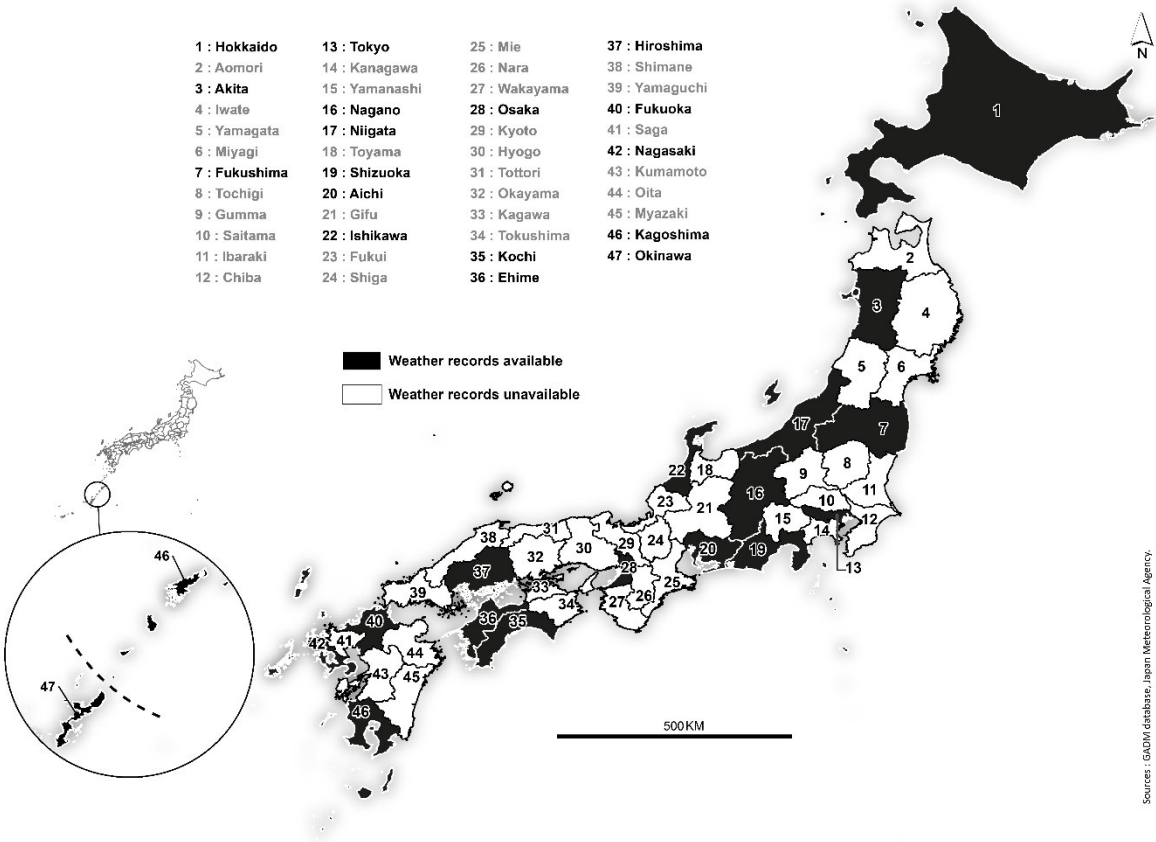 1 : Hokkaido
2 : Aomori
3 : Akita
4 : Iwate
5 : Yamagata
6 : Miyagi
7 : Fukushima
8 : Tochigi
9 : Gumma
10 : Saitama
11 : Ibaraki
12 : Chiba
13 : Tokyo
14 : Kanagawa
15 : Yamanashi
16 : Nagano
17 : Niigata
18 : Toyama
19 : Shizuoka
20 : Aichi
21 : Gifu
22 : Ishikawa
23 : Fukui
24 : Shiga
25 : Mie
26 : Nara
27 : Wakayama
28 : Osaka
29 : Kyoto
30 : Hyogo
31 : Tottori
32 : Okayama
33 : Kagawa
34 : Tokushima
35 : Kochi
36 : Ehime
37 : Hiroshima
38 : Shimane
39 : Yamaguchi
40 : Fukuoka
41 : Saga
42 : Nagasaki
43 : Kumamoto
44 : Oita
45 : Myazaki
46 : Kagoshima
47 : Okinawa
N
Weather records available
Weather records unavailable
1
2
3
4
5
6
17
7
22
18
9
8
16
11
10
23
21
15
12
14
13
38
31
32
30
29
24
20
19
28
37
33
25
39
34
27
26
36
35
40
42
41
44
43
45
46
46
47
500KM
Sources : GADM database, Japan Meteorological Agency.